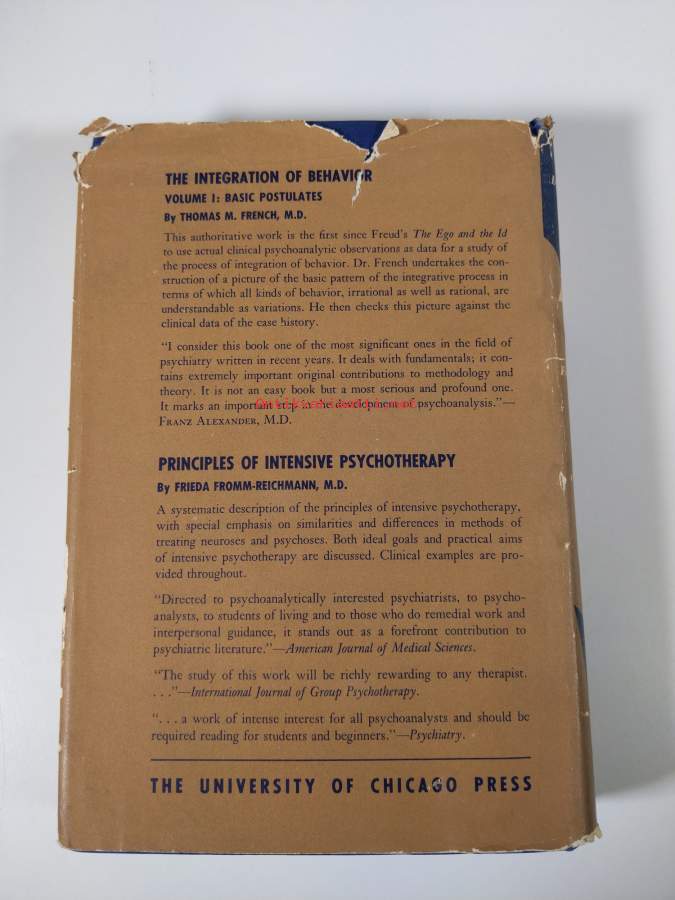 THE INTEGRATION OF BEHAVIOR
VOLUME I: BASIC POSTULATES
By THOMAS M. FRENCH, M.D.
This authoritative work is the first since Freud's The Ego and the Id
to use actual clinical psychoanalytic observations as data for a study of
the process of integration of behavior. Dr. French undertakes the con-
struction of a picture of the basic pattern of the integrative process in
terms of which all kinds of behavior, irrational as well as rational, are
understandable as variations. He then checks this picture against the
clinical data of the case history.
"I consider this book one of the most significant ones in the field of
psychiatry written in recent years. It deals with fundamentals; it con-
tains extremely important original contributions to methodology and
theory. It is not an easy book but a most serious and profound one.
It marks an important step in the development of psychoanalysis."—
FRANZ ALEXANDER, M.D.
PRINCIPLES OF INTENSIVE PSYCHOTHERAPY
By FRIEDA FROMM-REICHMANN, M.D.
A systematic description of the principles of intensive psychotherapy,
with special emphasis on similarities and differences in methods of
treating neuroses and psychoses. Both ideal goals and practical aims
of intensive psychotherapy are discussed. Clinical examples are pro-
vided throughout.
"Directed to psychoanalytically interested psychiatrists, to psycho-
analysts, to students of living and to those who do remedial work and
interpersonal guidance, it stands out as a forefront contribution to
psychiatric literature."—American Journal of Medical Sciences.
"The study of this work will be richly rewarding to any therapist.
. . ."—International Journal of Group Psychotherapy.
". . . a work of intense interest for all psychoanalysts and should be
required reading for students and beginners."—Psychiatry.
THE UNIVERSITY OF CHICAGO PRESS